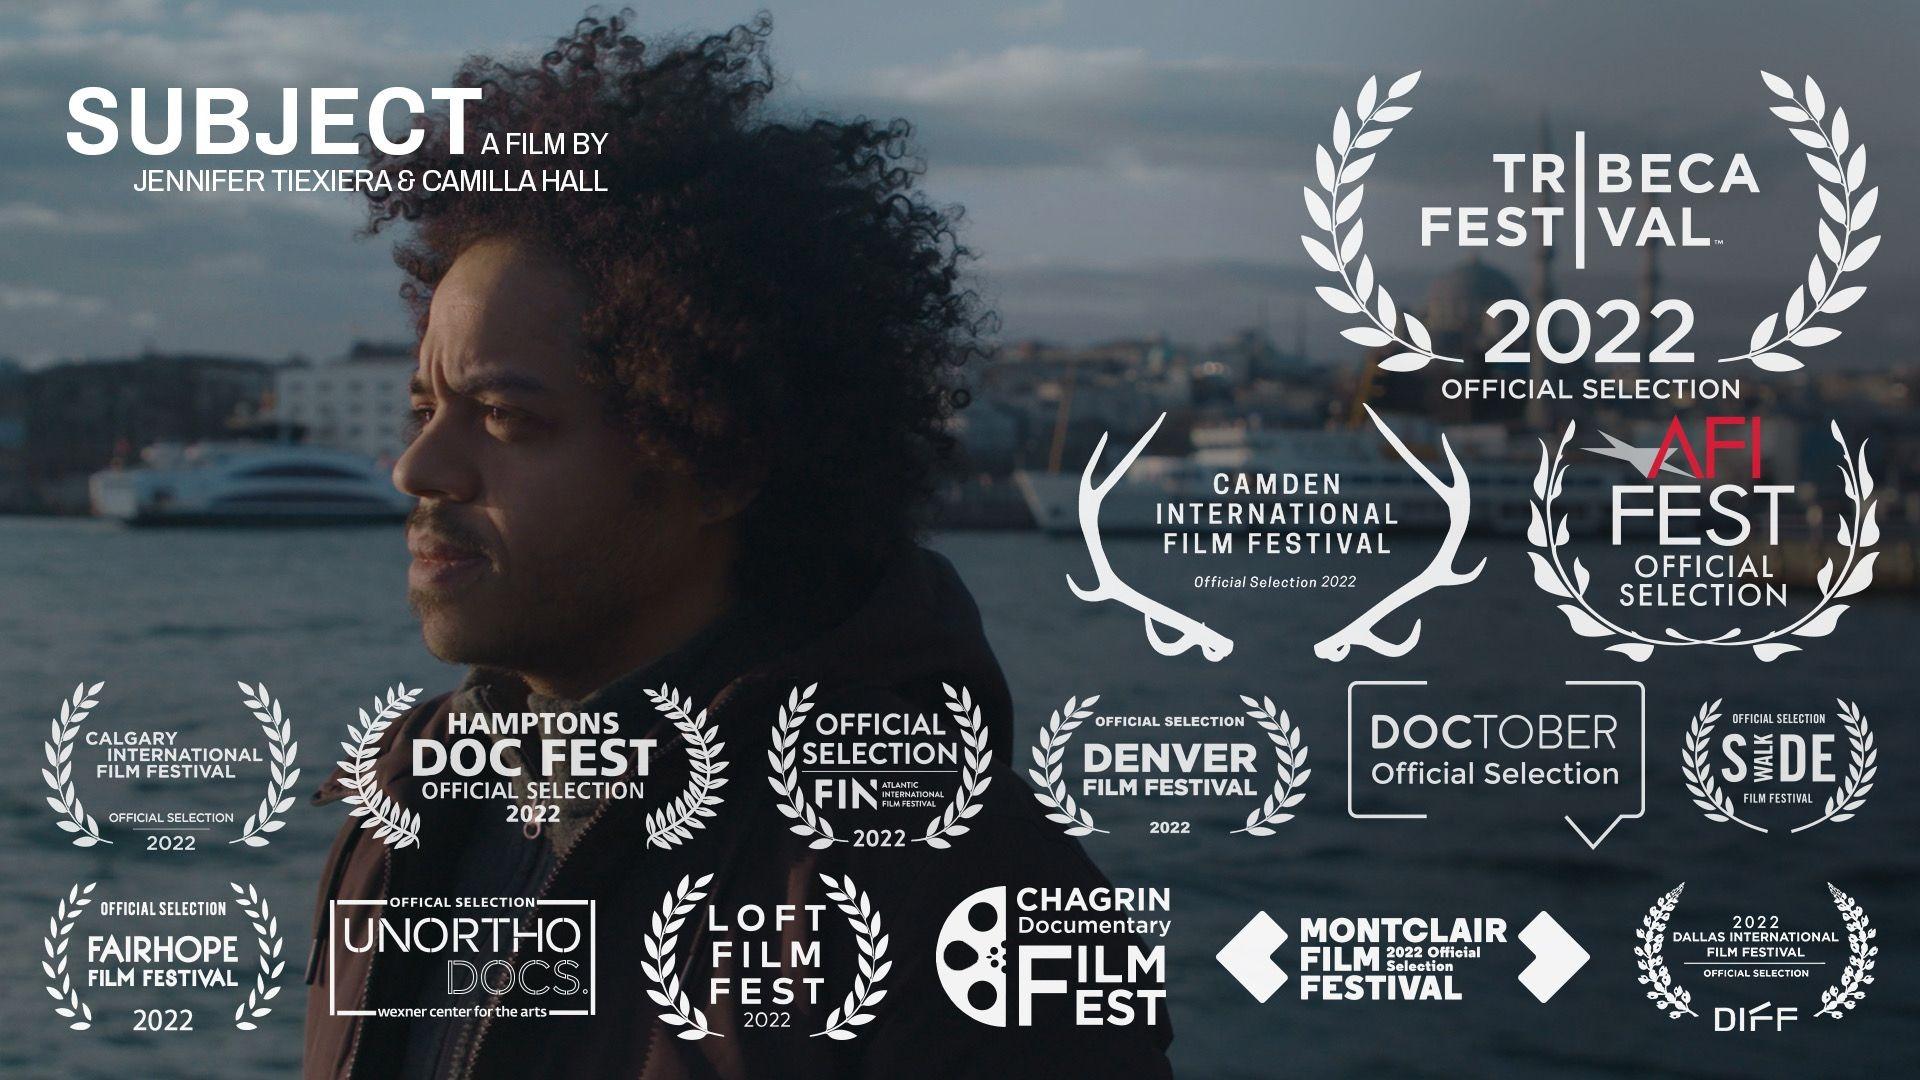 SUBJECT A FILM BY
JENNIFER TIEXIERA & CAMILLA HALL
TRIBECA
FESTIVAL™
2022
OFFICIAL SELECTION
CAMDEN
INTERNATIONAL
FILM FESTIVAL
Official Selection 2022
AFI
FEST
OFFICIAL
SELECTION
CALGARY
INTERNATIONAL
FILM FESTIVAL
OFFICIAL SELECTION
2022
HAMPTONS
DOC FEST
OFFICIAL SELECTION
2022
OFFICIAL
SELECTION
FIN ATLANTIC
INTERNATIONAL
FILM FESTIVAL
2022
OFFICIAL SELECTION
DENVER
FILM FESTIVAL
2022
DOCTOBER
Official Selection
OFFICIAL SELECTION
SIDEWALK
FILM FESTIVAL
OFFICIAL SELECTION
FAIRHOPE
FILM FESTIVAL
2022
OFFICAL SELECTION
UNORTHO
DOCS.
wexner center for the arts
LOFT
FILM
FEST
2022
CHAGRIN
Documentary
FILM
FEST
MONTCLAIR
FILM 2022 Official
Selection
FESTIVAL
2022
DALLAS INTERNATIONAL
FILM FESTIVAL
OFFICIAL SELECTION
DIFF